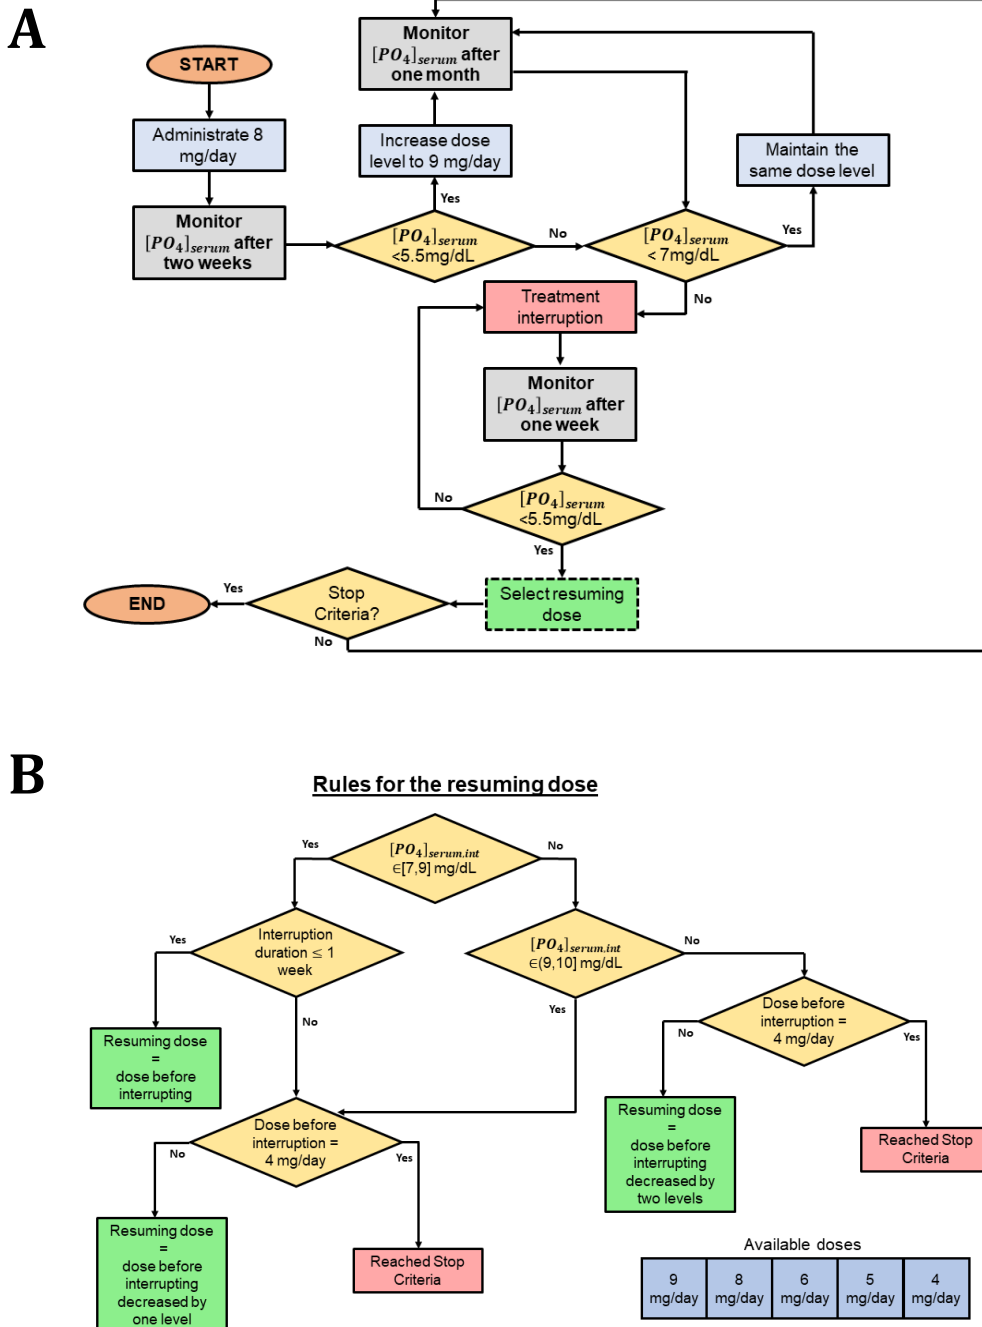 A
START
Administrate 8
mg/day
Monitor
[PO4]serum after
two weeks
Monitor
[PO4]serum after
one month
Increase dose
level to 9 mg/day
Yes
[PO4]serum
<5.5mg/dL
No
[PO4]serum
< 7mg/dL
Yes
Maintain the
same dose level
No
Treatment
interruption
Monitor
[PO4]serum after
one week
[PO4]serum
<5.5mg/dL
No
Yes
Select resuming
dose
Stop
Criteria?
Yes
END
No
B
Rules for the resuming dose
[PO4]serum,int
∈[7,9] mg/dL
Yes
No
Interruption
duration ≤ 1
week
Yes
No
[PO4]serum,int
∈(9,10] mg/dL
No
Yes
Dose before
interruption =
4 mg/day
No
Yes
Resuming dose
=
dose before
interrupting
Dose before
interruption =
4 mg/day
No
Yes
Resuming dose
=
dose before
interrupting
decreased by
two levels
Reached Stop
Criteria
Resuming dose
=
dose before
interrupting
decreased by
one level
Reached Stop
Criteria
Available doses
9
mg/day
8
mg/day
6
mg/day
5
mg/day
4
mg/day